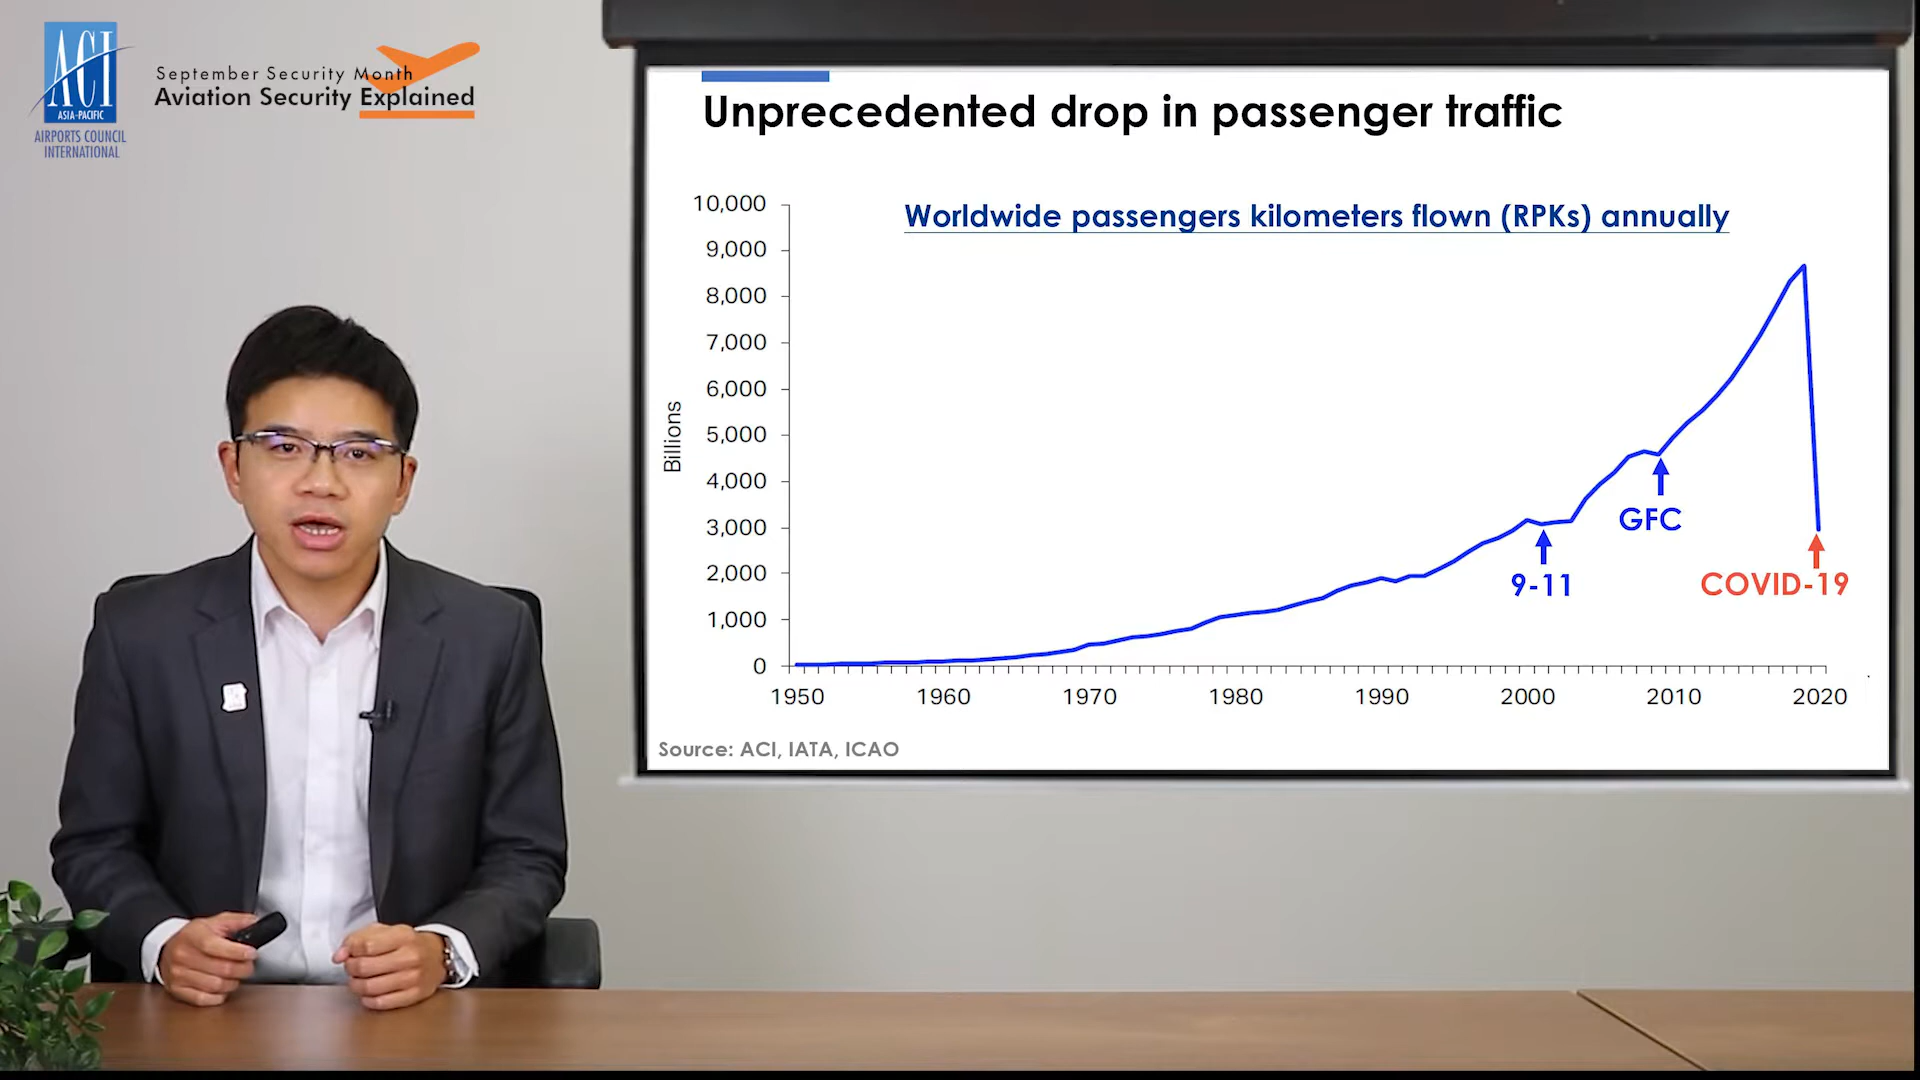 ACI
ASIA-PACIFIC
AIRPORTS COUNCIL
INTERNATIONAL
September Security Month
Aviation Security Explained
Unprecedented drop in passenger traffic
Worldwide passengers kilometers flown (RPKs) annually
Billions
10,000
9,000
8,000
7,000
6,000
5,000
4,000
3,000
2,000
1,000
0
GFC
9-11
COVID-19
1950 1960 1970 1980 1990 2000 2010 2020
Source: ACI, IATA, ICAO